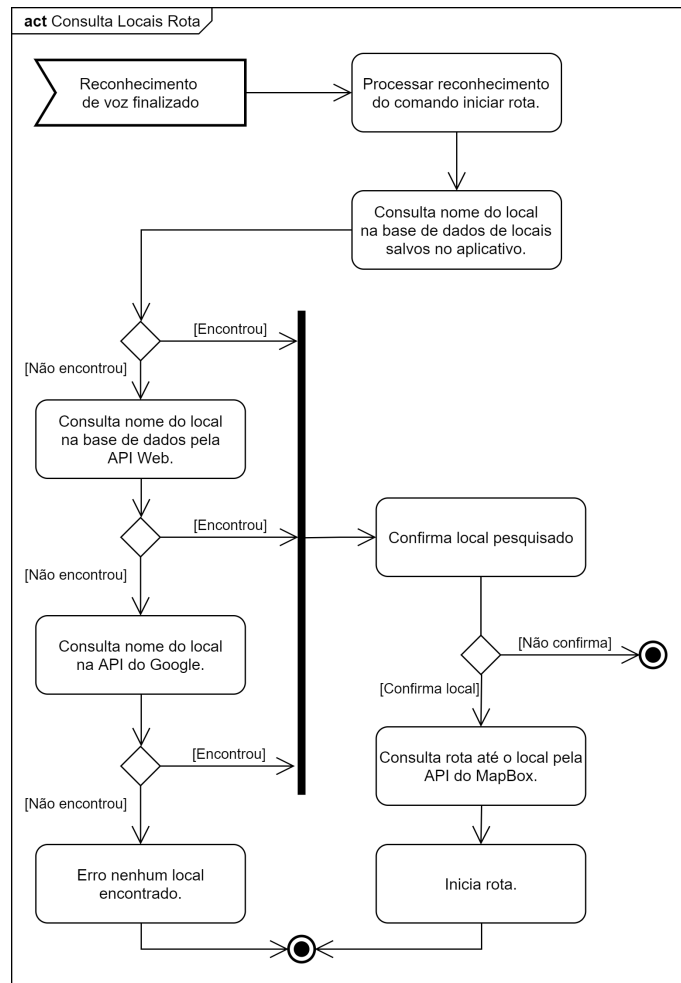 act Consulta Locais Rota
Reconhecimento
de voz finalizado
Processar reconhecimento
do comando iniciar rota.
Consulta nome do local
na base de dados de locais
salvos no aplicativo.
[Encontrou]
[Não encontrou]
Consulta nome do local
na base de dados pela
API Web.
[Encontrou]
[Não encontrou]
Confirma local pesquisado
Consulta nome do local
na API do Google.
[Não confirma]
[Confirma local]
[Encontrou]
[Não encontrou]
Consulta rota até o local pela
API do MapBox.
Erro nenhum local
encontrado.
Inicia rota.